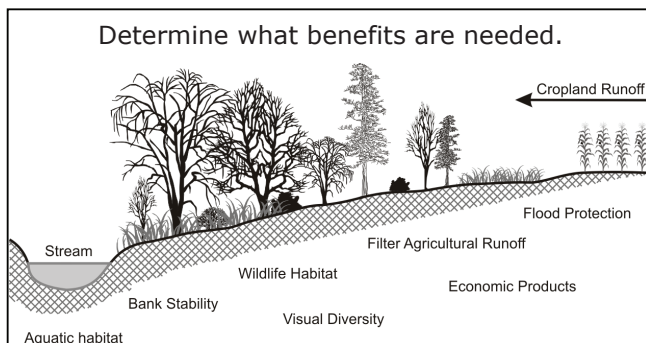 Determine what benefits are needed.
Cropland Runoff
Flood Protection
Filter Agricultural Runoff
Stream
Wildlife Habitat
Economic Products
Bank Stability
Visual Diversity
Aquatic habitat